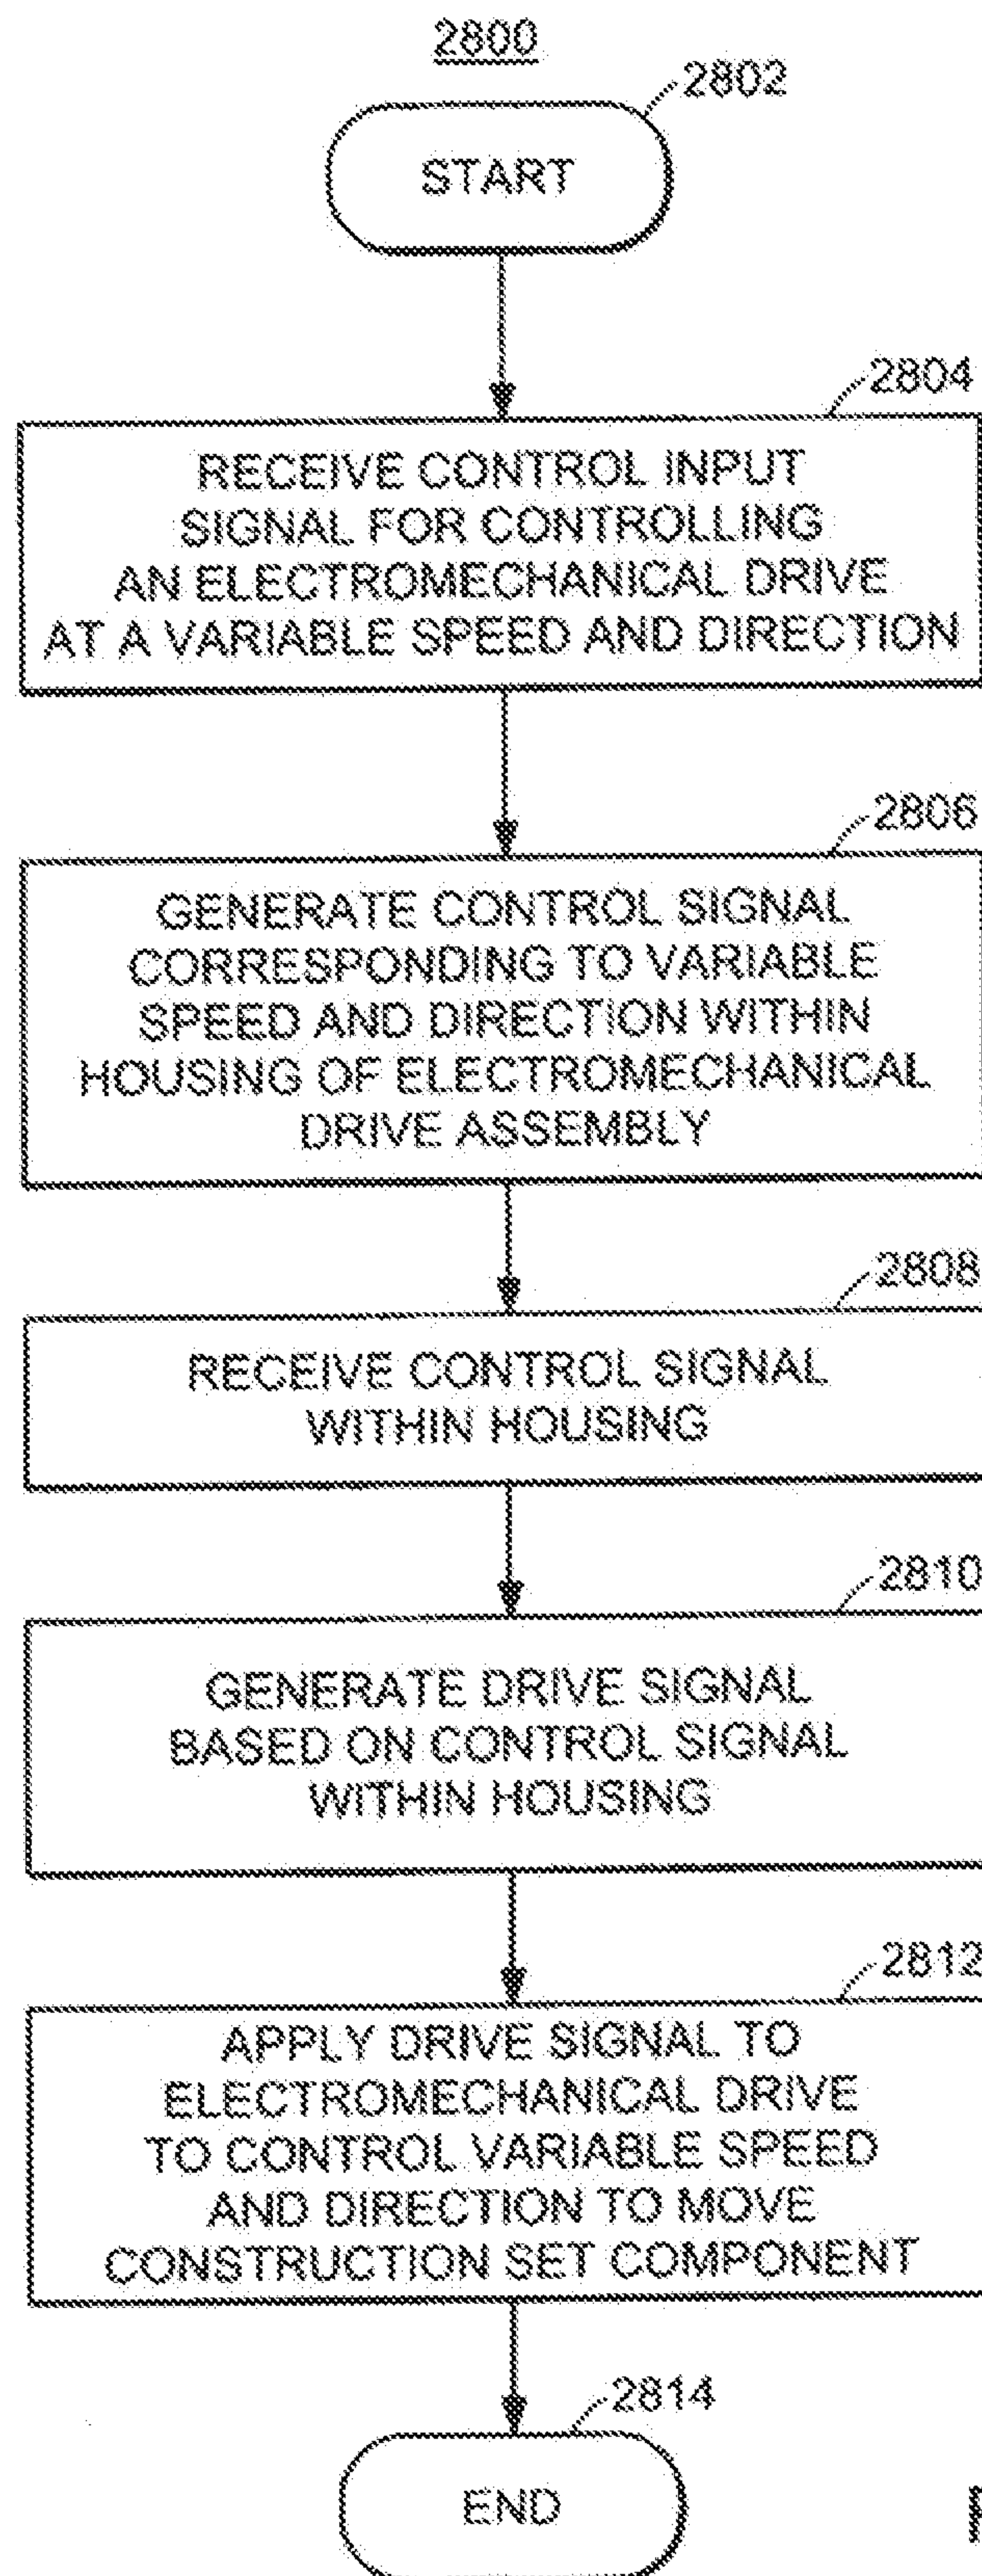 2800
2802
START
2804
RECEIVE CONTROL INPUT
SIGNAL FOR CONTROLLING
AN ELECTROMECHANICAL DRIVE
AT A VARIABLE SPEED AND DIRECTION
2806
GENERATE CONTROL SIGNAL
CORRESPONDING TO VARIABLE
SPEED AND DIRECTION WITHIN
HOUSING OF ELECTROMECHANICAL
DRIVE ASSEMBLY
2808
RECEIVE CONTROL SIGNAL
WITHIN HOUSING
2810
GENERATE DRIVE SIGNAL
BASED ON CONTROL SIGNAL
WITHIN HOUSING
2812
APPLY DRIVE SIGNAL TO
ELECTROMECHANICAL DRIVE
TO CONTROL VARIABLE SPEED
AND DIRECTION TO MOVE
CONSTRUCTION SET COMPONENT
2814
END